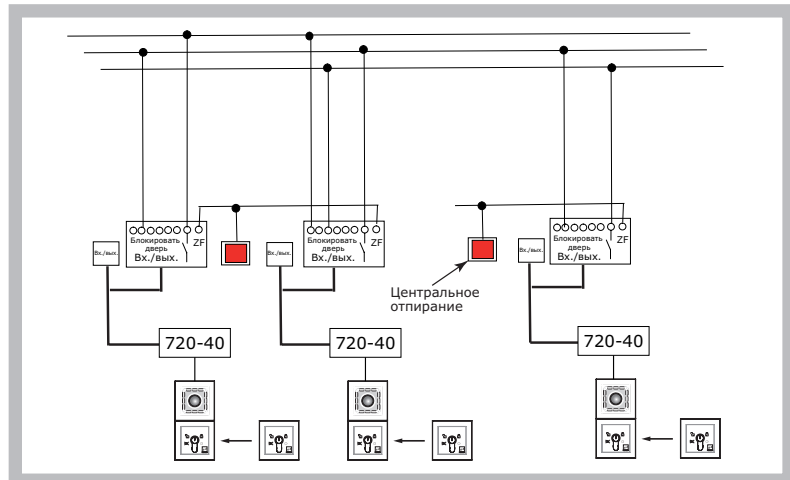 Блокировать
дверь
Вх./вых.
ZF
Вх./вых.
Блокировать
дверь
Вх./вых.
ZF
Вх./вых.
Блокировать
дверь
Вх./вых.
ZF
Вх./вых.
Центральное
отпирание
720-40
720-40
720-40